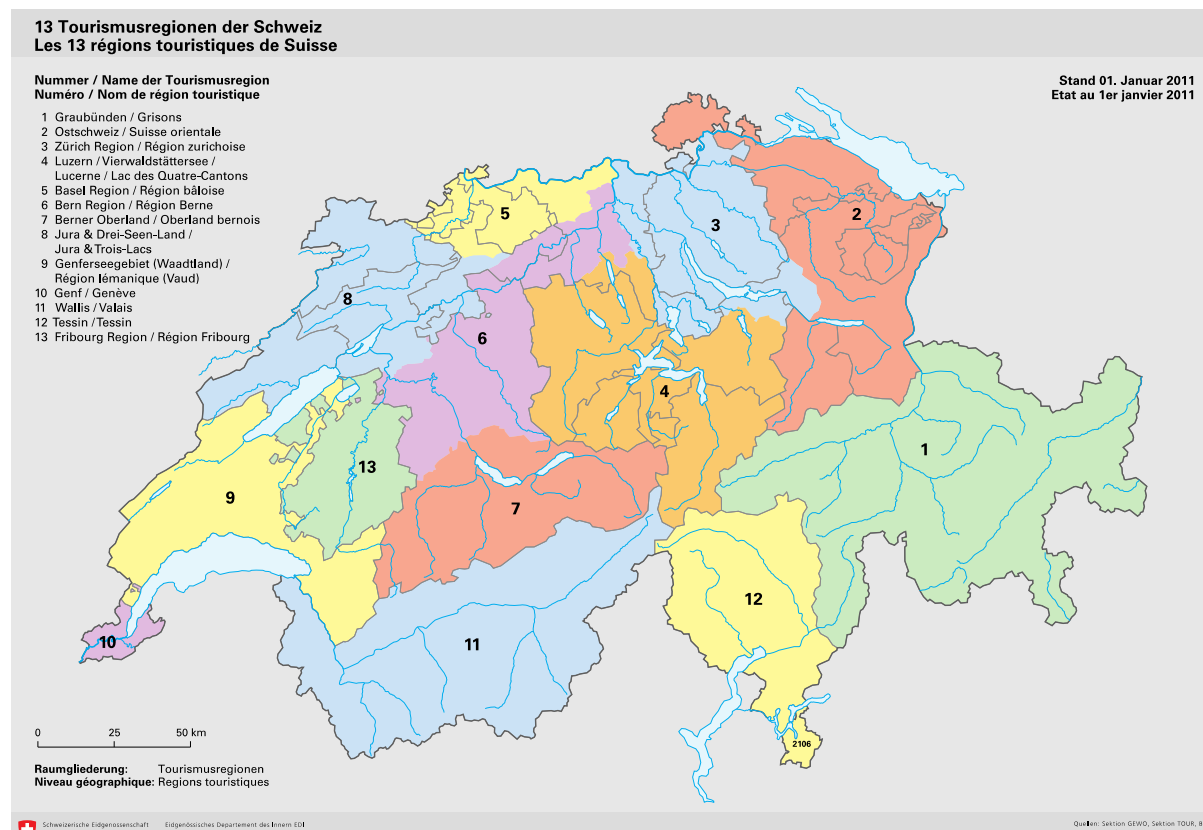 13 Tourismusregionen der Schweiz
Les 13 régions touristiques de Suisse
Nummer / Name der Tourismusregion
Numéro / Nom de région touristique
Stand 01. Januar 2011
Etat au 1er janvier 2011
1 Graubünden / Grisons
2 Ostschweiz / Suisse orientale
3 Zürich Region / Région zurichoise
4 Luzern / Vierwaldstättersee /
Lucerne / Lac des Quatre-Cantons
5 Basel Region / Région bâloise
6 Bern Region / Région Berne
7 Berner Oberland / Oberland bernois
8 Jura & Drei-Seen-Land /
Jura & Trois-Lacs
9 Genferseegebiet (Waadtland) /
Région lémanique (Vaud)
10 Genf / Genève
11 Wallis / Valais
12 Tessin / Tessin
13 Fribourg Region / Région Fribourg
5
3
2
8
6
4
1
13
9
7
12
10
11
2106
0 25 50 km
Raumgliederung: Tourismusregionen
Niveau géographique: Regions touristiques
Schweizerische Eidgenossenschaft Eidgenössisches Departement des Innern EDI
Quellen: Sektion GEWO, Sektion TOUR,